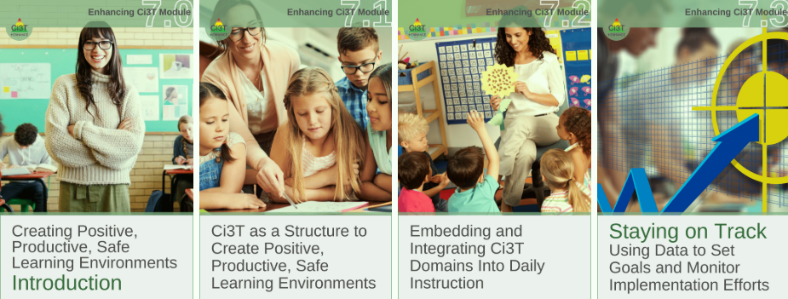 Enhancing Ci3T Module
7.0
Ci3T
Creating Positive,
Productive, Safe
Learning Environments
Introduction
Enhancing Ci3T Module
7.1
Ci3T
Ci3T as a Structure to
Create Positive,
Productive, Safe
Learning Environments
Enhancing Ci3T Module
7.2
Ci3T
Embedding and
Integrating Ci3T
Domains Into Daily
Instruction
Enhancing Ci3T Module
7.3
Ci3T
Staying on Track
Using Data to Set
Goals and Monitor
Implementation Efforts